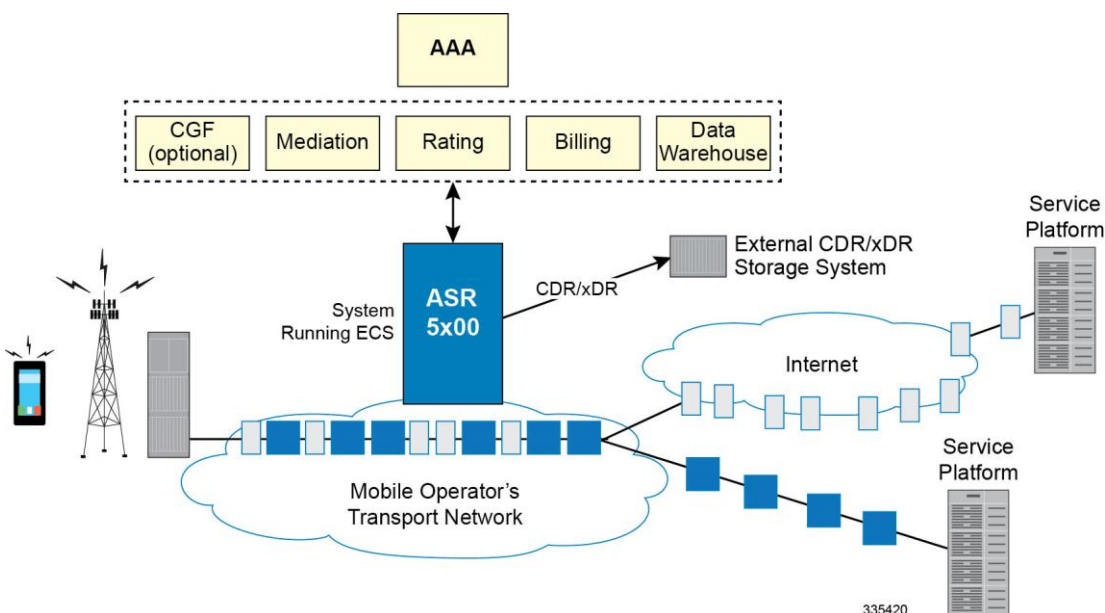 AAA
CGF
(optional)
Mediation
Rating
Billing
Data
Warehouse
Service
Platform
External CDR/xDR
Storage System
CDR/xDR
System
Running ECS
ASR
5x00
Internet
Mobile Operator's
Transport Network
Service
Platform
335420